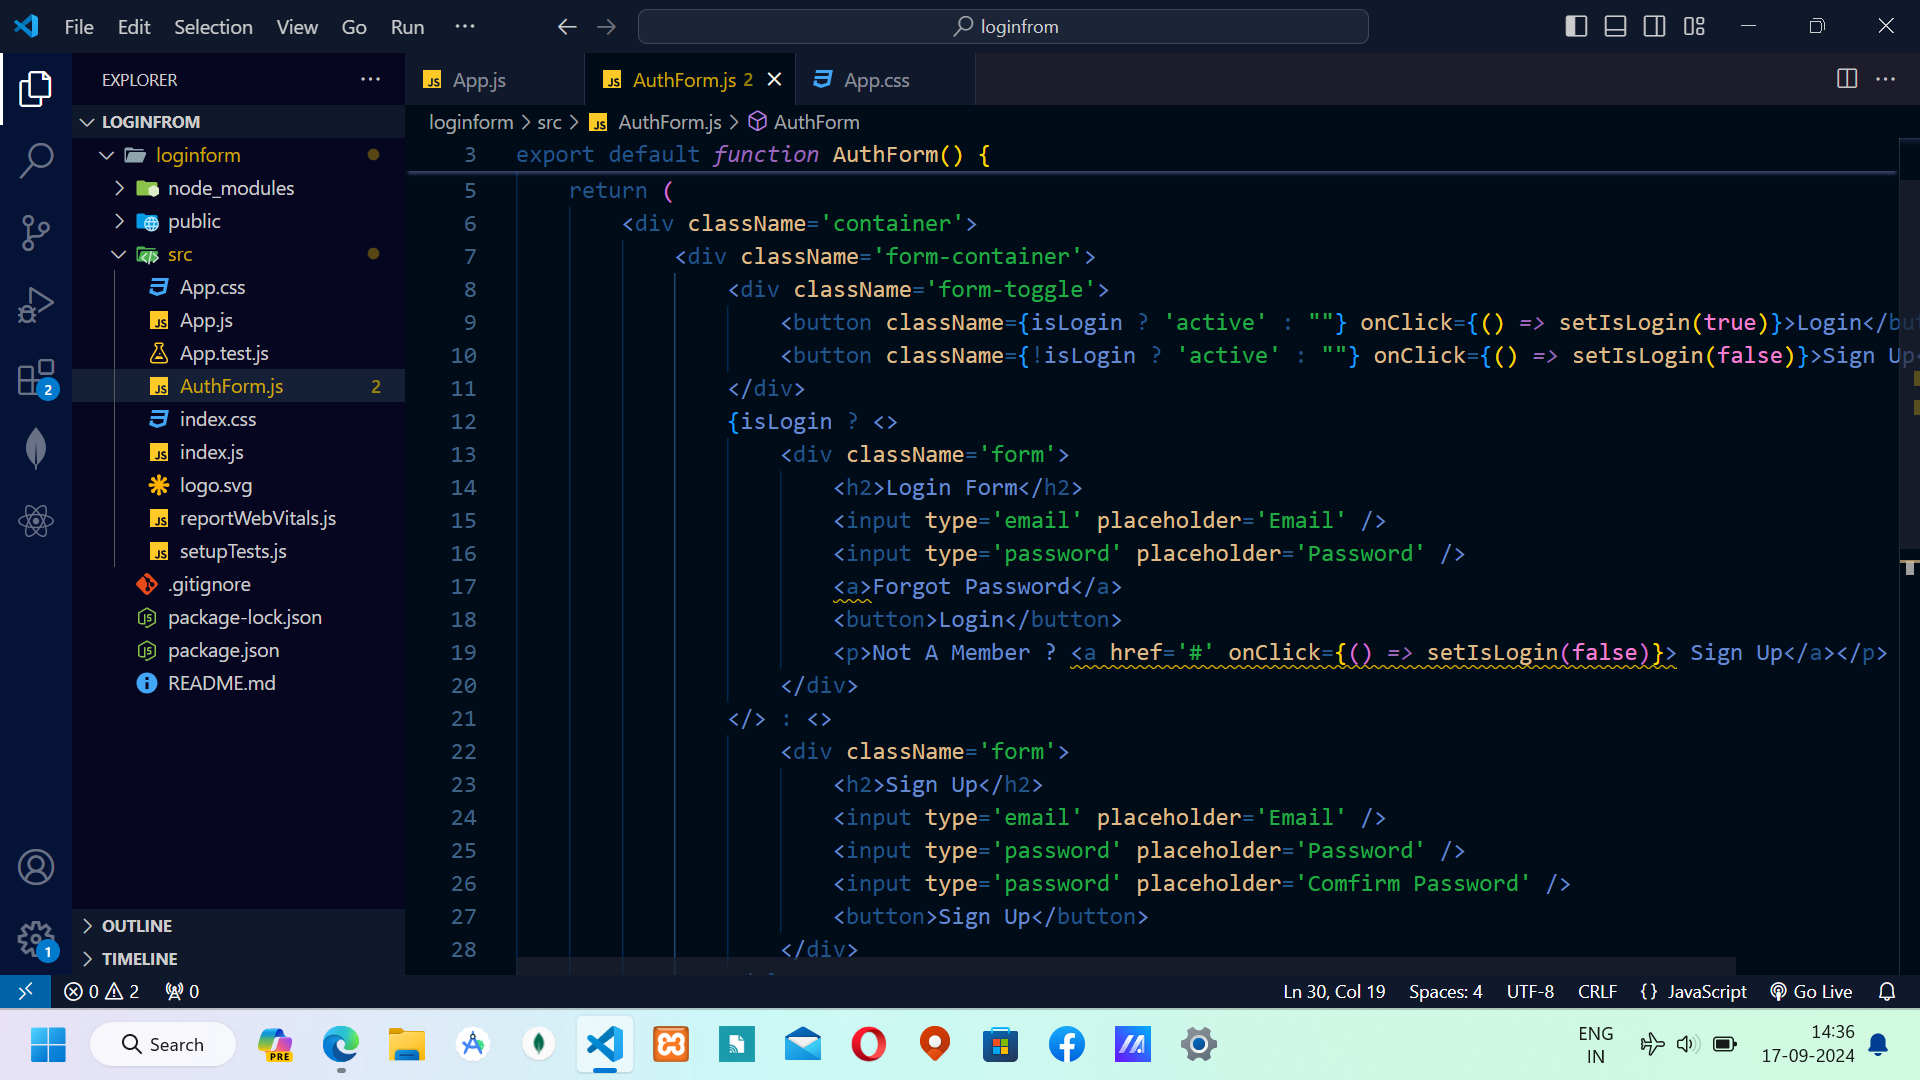 File Edit Selection View Go Run ··· loginfrom
EXPLORER
App.js
AuthForm.js 2
App.css
LOGINFROM
loginform
node_modules
public
src
App.css
App.js
App.test.js
AuthForm.js 2
index.css
index.js
logo.svg
reportWebVitals.js
setupTests.js
.gitignore
package-lock.json
package.json
README.md
OUTLINE
TIMELINE
2
1
loginform > src > JS AuthForm.js > AuthForm
3 export default function AuthForm() {
5 return (
6 <div className='container'>
7 <div className='form-container'>
8 <div className='form-toggle'>
9 <button className={isLogin ? 'active' : ""} onClick={() => setIsLogin(true)}>Login</but
10 <button className={!isLogin ? 'active' : ""} onClick={() => setIsLogin(false)}>Sign Up<
11 </div>
12 {isLogin ? <>
13 <div className='form'>
14 <h2>Login Form</h2>
15 <input type='email' placeholder='Email' />
16 <input type='password' placeholder='Password' />
17 <a>Forgot Password</a>
18 <button>Login</button>
19 <p>Not A Member ? <a href='#' onClick={() => setIsLogin(false)}> Sign Up</a></p>
20 </div>
21 </> : <>
22 <div className='form'>
23 <h2>Sign Up</h2>
24 <input type='email' placeholder='Email' />
25 <input type='password' placeholder='Password' />
26 <input type='password' placeholder='Comfirm Password' />
27 <button>Sign Up</button>
28 </div>
0 2 0 Ln 30, Col 19 Spaces: 4 UTF-8 CRLF {} JavaScript Go Live
Search
PRE
ENG
IN
14:36
17-09-2024